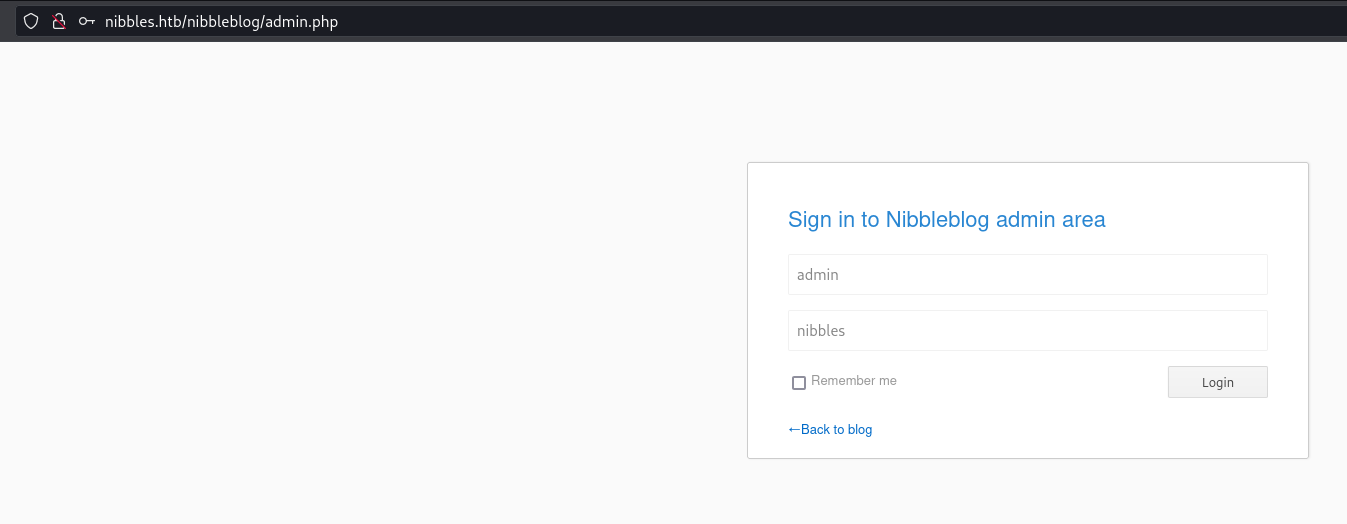 nibbles.htb/nibbleblog/admin.php
Sign in to Nibbleblog admin area
admin
nibbles
Remember me
Login
←Back to blog